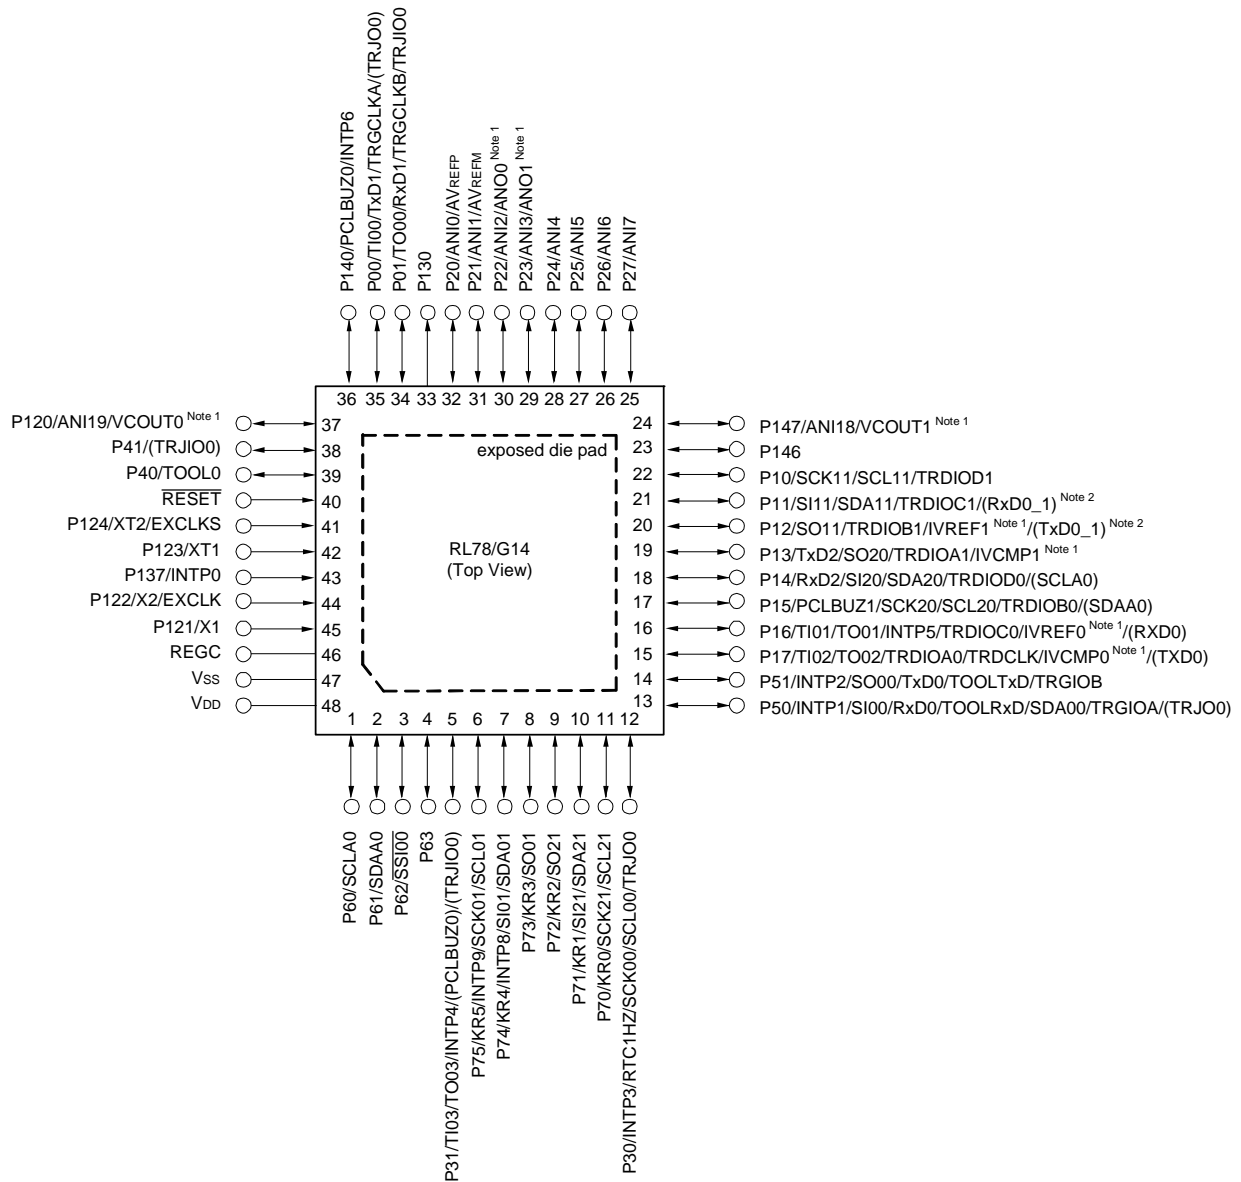 P140/PCLBUZ0/INTP6
P00/TI00/TxD1/TRGCLKA/(TRJO0)
P01/TO00/RxD1/TRGCLKB/TRJIO0
P130
P20/ANI0/AVREFP
P21/ANI1/AVREFM
P22/ANI2/ANO0 Note 1
P23/ANI3/ANO1 Note 1
P24/ANI4
P25/ANI5
P26/ANI6
P27/ANI7
36 35 34 33 32 31 30 29 28 27 26 25
P120/ANI19/VCOUT0 Note 1 37
P41/(TRJIO0) 38
P40/TOOL0 39
RESET 40
P124/XT2/EXCLKS 41
P123/XT1 42
P137/INTP0 43
P122/X2/EXCLK 44
P121/X1 45
REGC 46
VSS 47
VDD 48
exposed die pad
RL78/G14
(Top View)
24 P147/ANI18/VCOUT1 Note 1
23 P146
22 P10/SCK11/SCL11/TRDIOD1
21 P11/SI11/SDA11/TRDIOC1/(RxD0_1) Note 2
20 P12/SO11/TRDIOB1/IVREF1 Note 1/(TxD0_1) Note 2
19 P13/TxD2/SO20/TRDIOA1/IVCMP1 Note 1
18 P14/RxD2/SI20/SDA20/TRDIOD0/(SCLA0)
17 P15/PCLBUZ1/SCK20/SCL20/TRDIOB0/(SDAA0)
16 P16/TI01/TO01/INTP5/TRDIOC0/IVREF0 Note 1/(RXD0)
15 P17/TI02/TO02/TRDIOA0/TRDCLK/IVCMP0 Note 1/(TXD0)
14 P51/INTP2/SO00/TxD0/TOOLTxD/TRGIOB
13 P50/INTP1/SI00/RxD0/TOOLRxD/SDA00/TRGIOA/(TRJO0)
1 2 3 4 5 6 7 8 9 10 11 12
P60/SCLA0
P61/SDAA0
P62/SSI00
P63
P31/TI03/TO03/INTP4/(PCLBUZ0)/(TRJIO0)
P75/KR5/INTP9/SCK01/SCL01
P74/KR4/INTP8/SI01/SDA01
P73/KR3/SO01
P72/KR2/SO21
P71/KR1/SI21/SDA21
P70/KR0/SCK21/SCL21
P30/INTP3/RTC1HZ/SCK00/SCL00/TRJO0